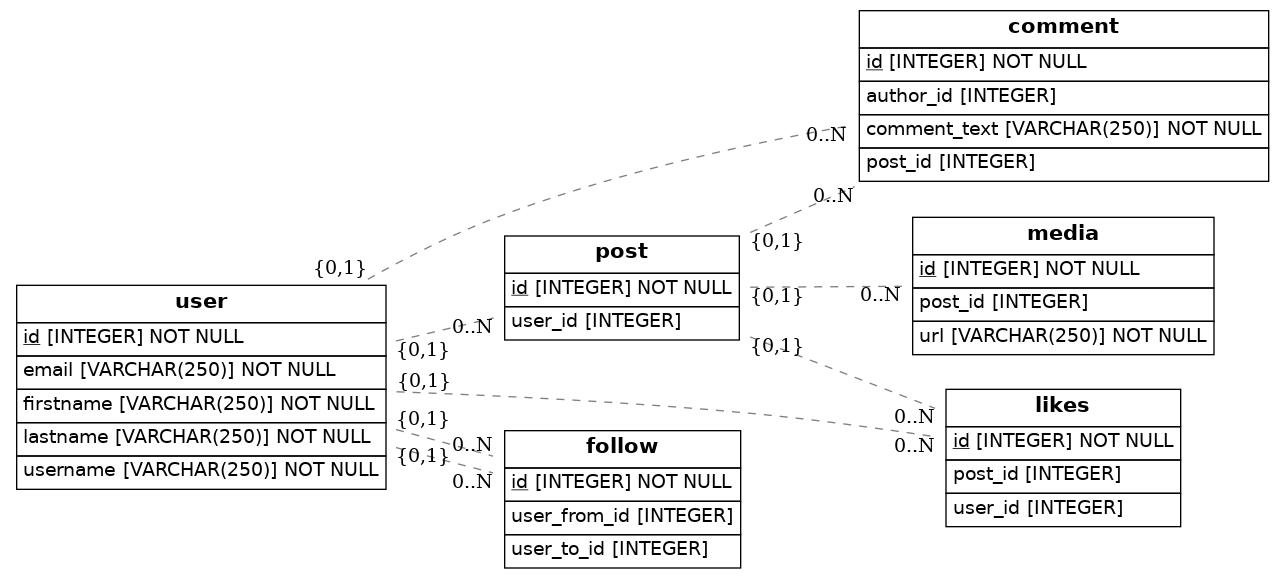 comment
id [INTEGER] NOT NULL
author_id [INTEGER]
comment_text [VARCHAR(250)] NOT NULL
post_id [INTEGER]
0..N
0..N
{0,1}
post
id [INTEGER] NOT NULL
user_id [INTEGER]
{0,1}
{0,1}
{0,1}
0..N
media
id [INTEGER] NOT NULL
post_id [INTEGER]
url [VARCHAR(250)] NOT NULL
user
id [INTEGER] NOT NULL
email [VARCHAR(250)] NOT NULL
firstname [VARCHAR(250)] NOT NULL
lastname [VARCHAR(250)] NOT NULL
username [VARCHAR(250)] NOT NULL
0..N
{0,1}
{0,1}
{0,1}
{0,1}
0..N
0..N
follow
id [INTEGER] NOT NULL
user_from_id [INTEGER]
user_to_id [INTEGER]
0..N
0..N
likes
id [INTEGER] NOT NULL
post_id [INTEGER]
user_id [INTEGER]